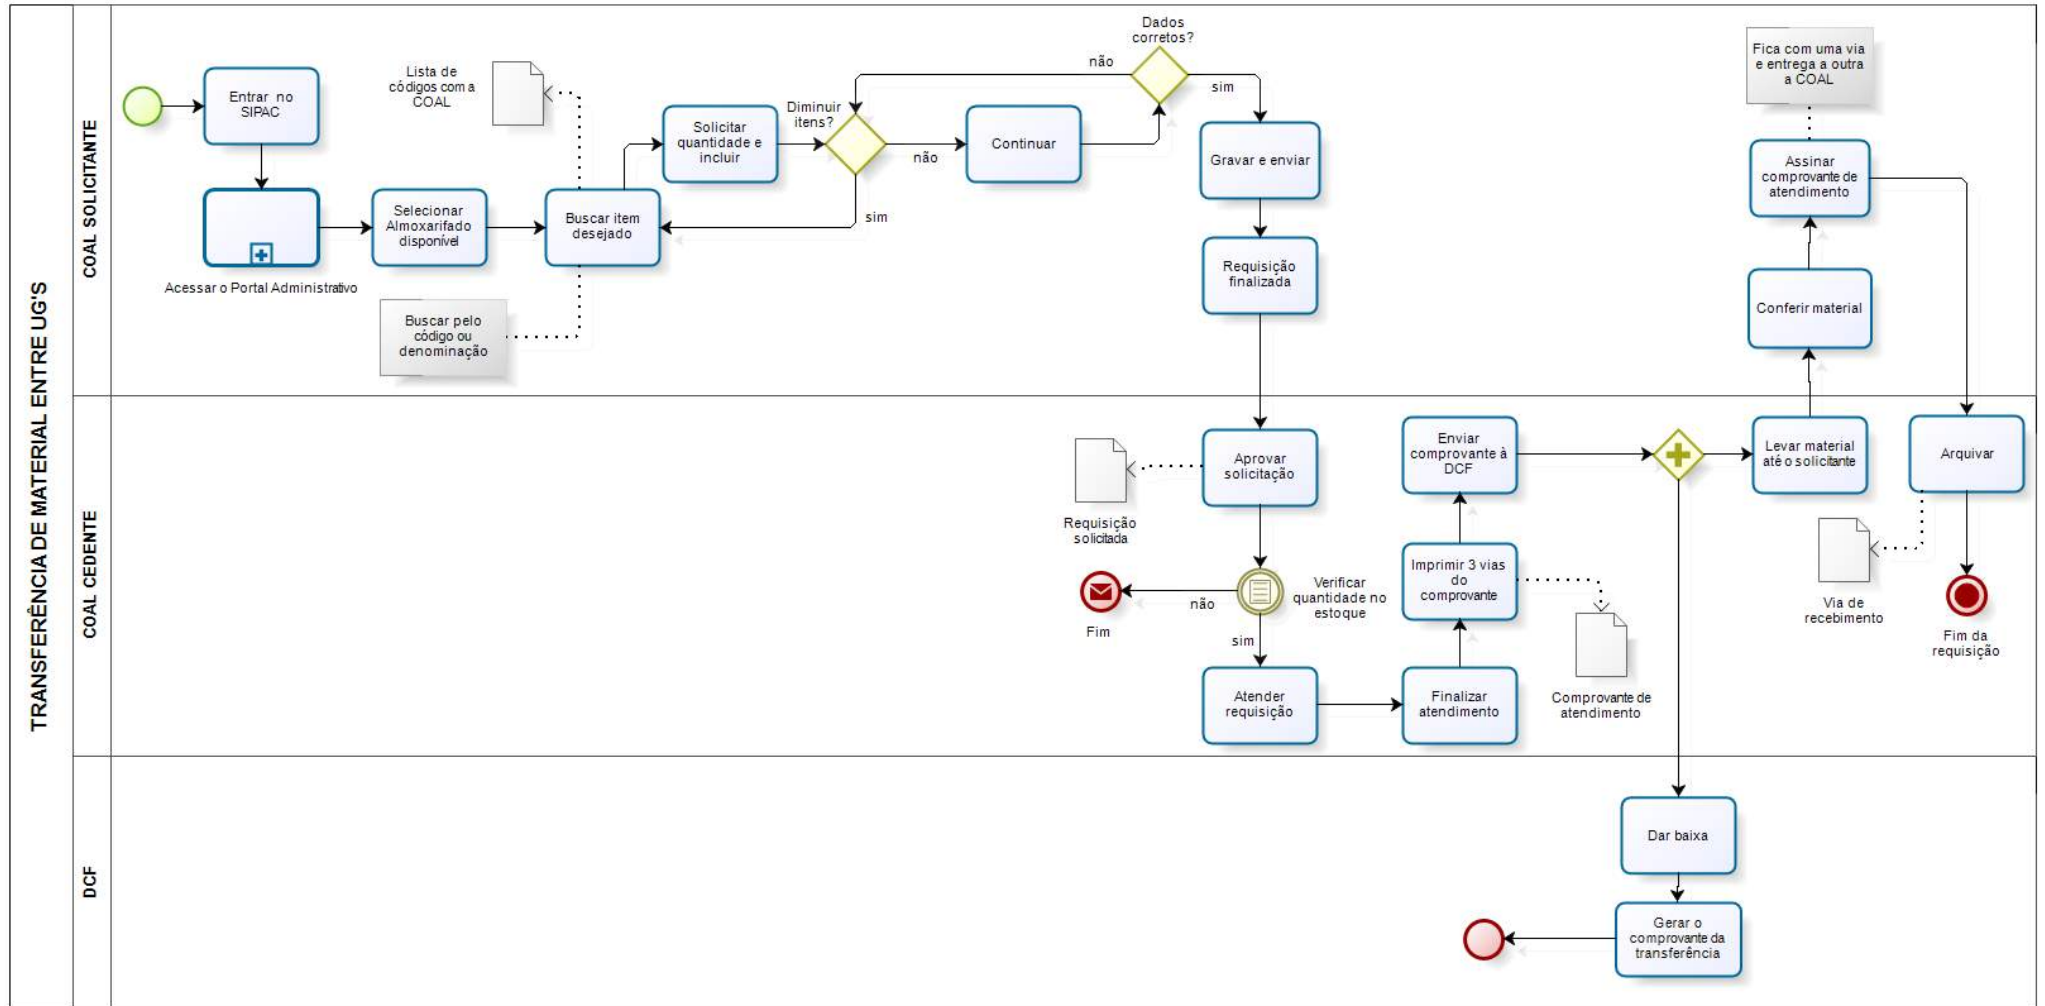 TRANSFERÊNCIA DE MATERIAL ENTRE UG'S
COAL SOLICITANTE
Entrar no
SIPAC
Acessar o Portal Administrativo
Selecionar
Almoxarifado
disponível
Lista de
códigos com a
COAL
Buscar item
desejado
Buscar pelo
código ou
denominação
Solicitar
quantidade e
incluir
Diminuir
itens?
não
sim
Continuar
Dados
corretos?
não
sim
Gravar e enviar
Requisição
finalizada
Fica com uma via
e entrega a outra
a COAL
Assinar
comprovante de
atendimento
Conferir material
COAL CEDENTE
Aprovar
solicitação
Requisição
solicitada
Verificar
quantidade no
estoque
não
Fim
sim
Atender
requisição
Finalizar
atendimento
Imprimir 3 vias
do
comprovante
Comprovante de
atendimento
Enviar
comprovante à
DCF
Levar material
até o solicitante
Arquivar
Via de
recebimento
Fim da
requisição
DCF
Dar baixa
Gerar o
comprovante da
transferência